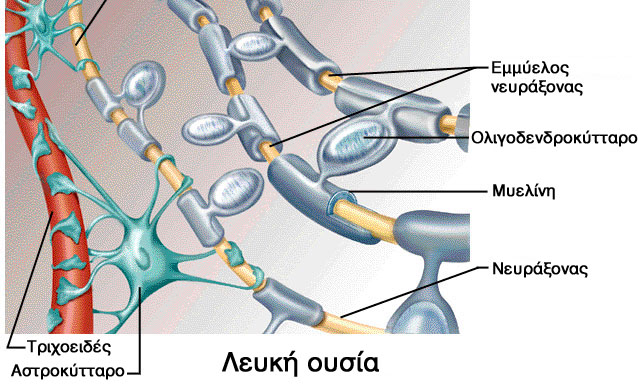 Εμμύελος
νευράξονας
Ολιγοδενδροκύτταρο
Μυελίνη
Νευράξονας
Τριχοειδές
Αστροκύτταρο
Λευκή ουσία